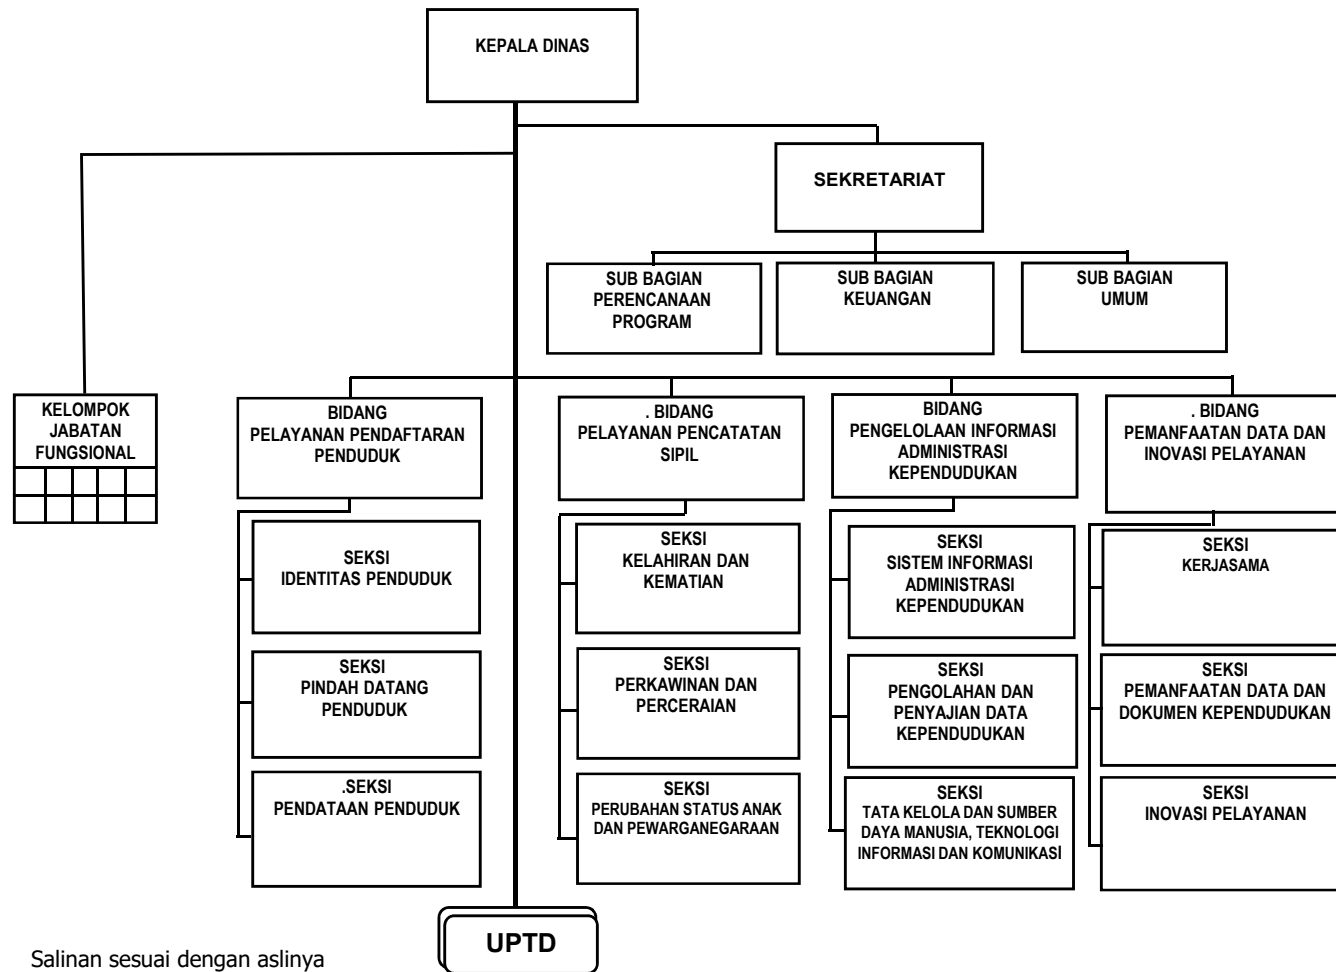 KEPALA DINAS
SEKRETARIAT
SUB BAGIAN
PERENCANAAN
PROGRAM
SUB BAGIAN
KEUANGAN
SUB BAGIAN
UMUM
KELOMPOK
JABATAN
FUNGSIONAL
BIDANG
PELAYANAN PENDAFTARAN
PENDUDUK
. BIDANG
PELAYANAN PENCATATAN
SIPIL
BIDANG
PENGELOLAAN INFORMASI
ADMINISTRASI
KEPENDUDUKAN
. BIDANG
PEMANFAATAN DATA DAN
INOVASI PELAYANAN
SEKSI
IDENTITAS PENDUDUK
SEKSI
KELAHIRAN DAN
KEMATIAN
SEKSI
SISTEM INFORMASI
ADMINISTRASI
KEPENDUDUKAN
SEKSI
KERJASAMA
SEKSI
PINDAH DATANG
PENDUDUK
SEKSI
PERKAWINAN DAN
PERCERAIAN
SEKSI
PENGOLAHAN DAN
PENYAJIAN DATA
KEPENDUDUKAN
SEKSI
PEMANFAATAN DATA DAN
DOKUMEN KEPENDUDUKAN
.SEKSI
PENDATAAN PENDUDUK
SEKSI
PERUBAHAN STATUS ANAK
DAN PEWARGANEGARAAN
SEKSI
TATA KELOLA DAN SUMBER
DAYA MANUSIA, TEKNOLOGI
INFORMASI DAN KOMUNIKASI
SEKSI
INOVASI PELAYANAN
UPTD
Salinan sesuai dengan aslinya